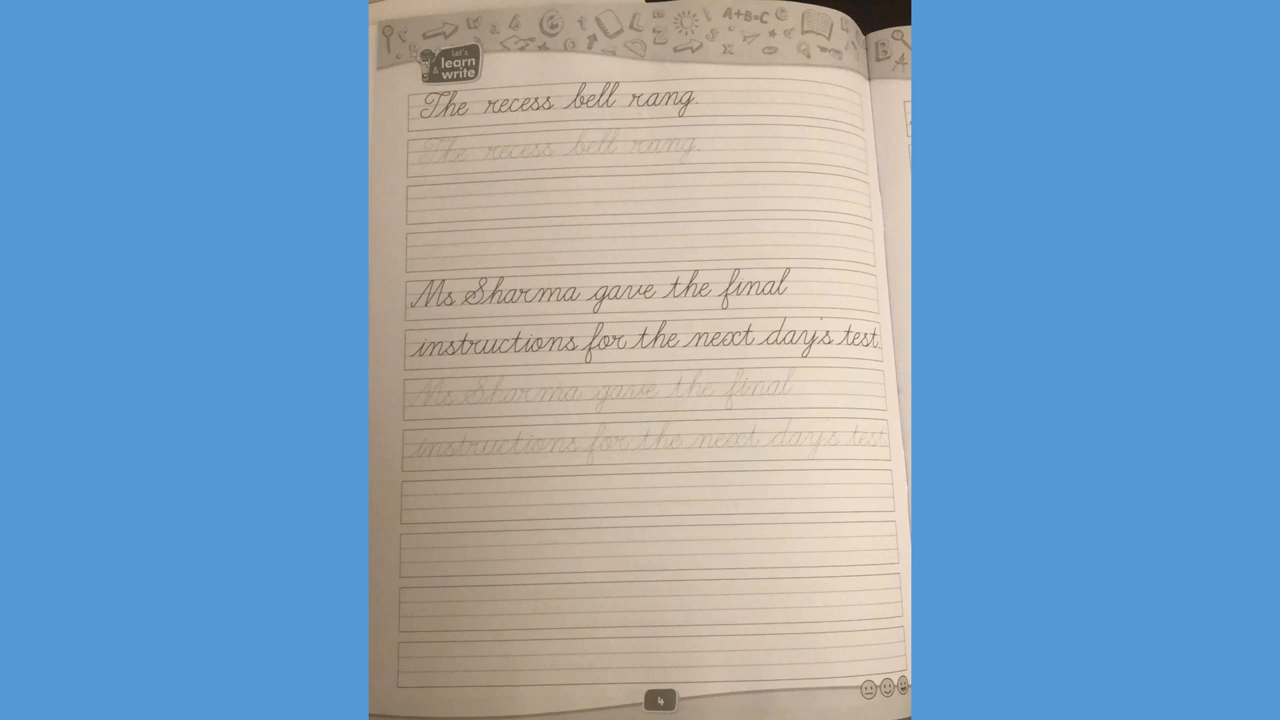 A+B=C
Let's
learn
& write
The recess bell rang.
The recess bell rang.
Ms Sharma gave the final
instructions for the next day's test.
Ms Sharma gave the final
instructions for the next day's test
4